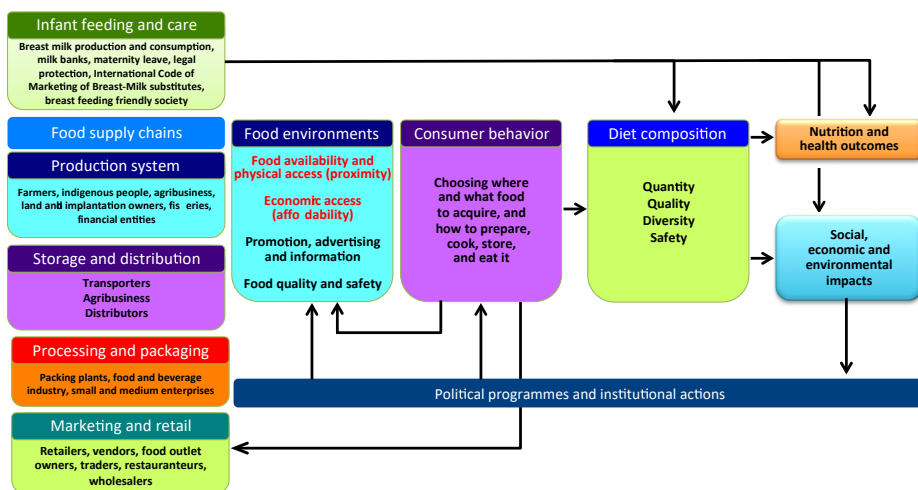 Infant feeding and care
Breast milk production and consumption,
milk banks, maternity leave, legal
protection, International Code of
Marketing of Breast-Milk substitutes,
breast feeding friendly society
Food supply chains
Production system
Farmers, indigenous people, agribusiness,
land and implantation owners, fis eries,
financial entities
Storage and distribution
Transporters
Agribusiness
Distributors
Processing and packaging
Packing plants, food and beverage
industry, small and medium enterprises
Marketing and retail
Retailers, vendors, food outlet
owners, traders, restauranteurs,
wholesalers
Food environments
Food availability and
physical access (proximity)
Economic access
(affo dability)
Promotion, advertising
and information
Food quality and safety
Consumer behavior
Choosing where
and what food
to acquire, and
how to prepare,
cook, store,
and eat it
Diet composition
Quantity
Quality
Diversity
Safety
Nutrition and
health outcomes
Social,
economic and
environmental
impacts
Political programmes and institutional actions